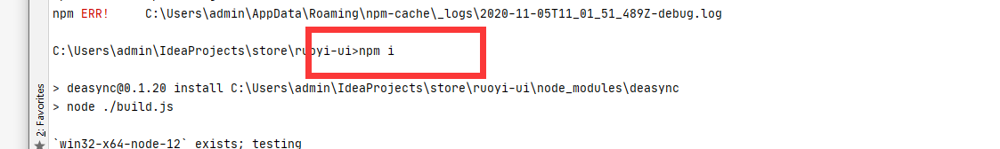 npm ERR!     C:\Users\admin\AppData\Roaming\npm-cache\_logs\2020-11-05T11_01_51_489Z-debug.log
C:\Users\admin\IdeaProjects\store\ruoyi-ui>npm i
> deasync@0.1.20 install C:\Users\admin\IdeaProjects\store\ruoyi-ui\node_modules\deasync
> node ./build.js
`win32-x64-node-12` exists; testing
2: Favorites